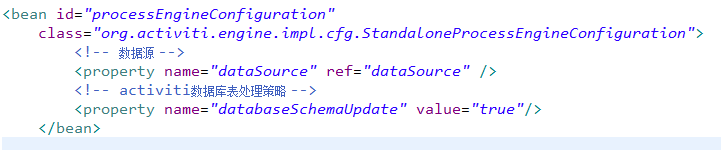 <bean id="processEngineConfiguration"
class="org.activiti.engine.impl.cfg.StandaloneProcessEngineConfiguration">
<!-- 数据源 -->
<property name="dataSource" ref="dataSource" />
<!-- activiti数据库表处理策略 -->
<property name="databaseSchemaUpdate" value="true"/>
</bean>